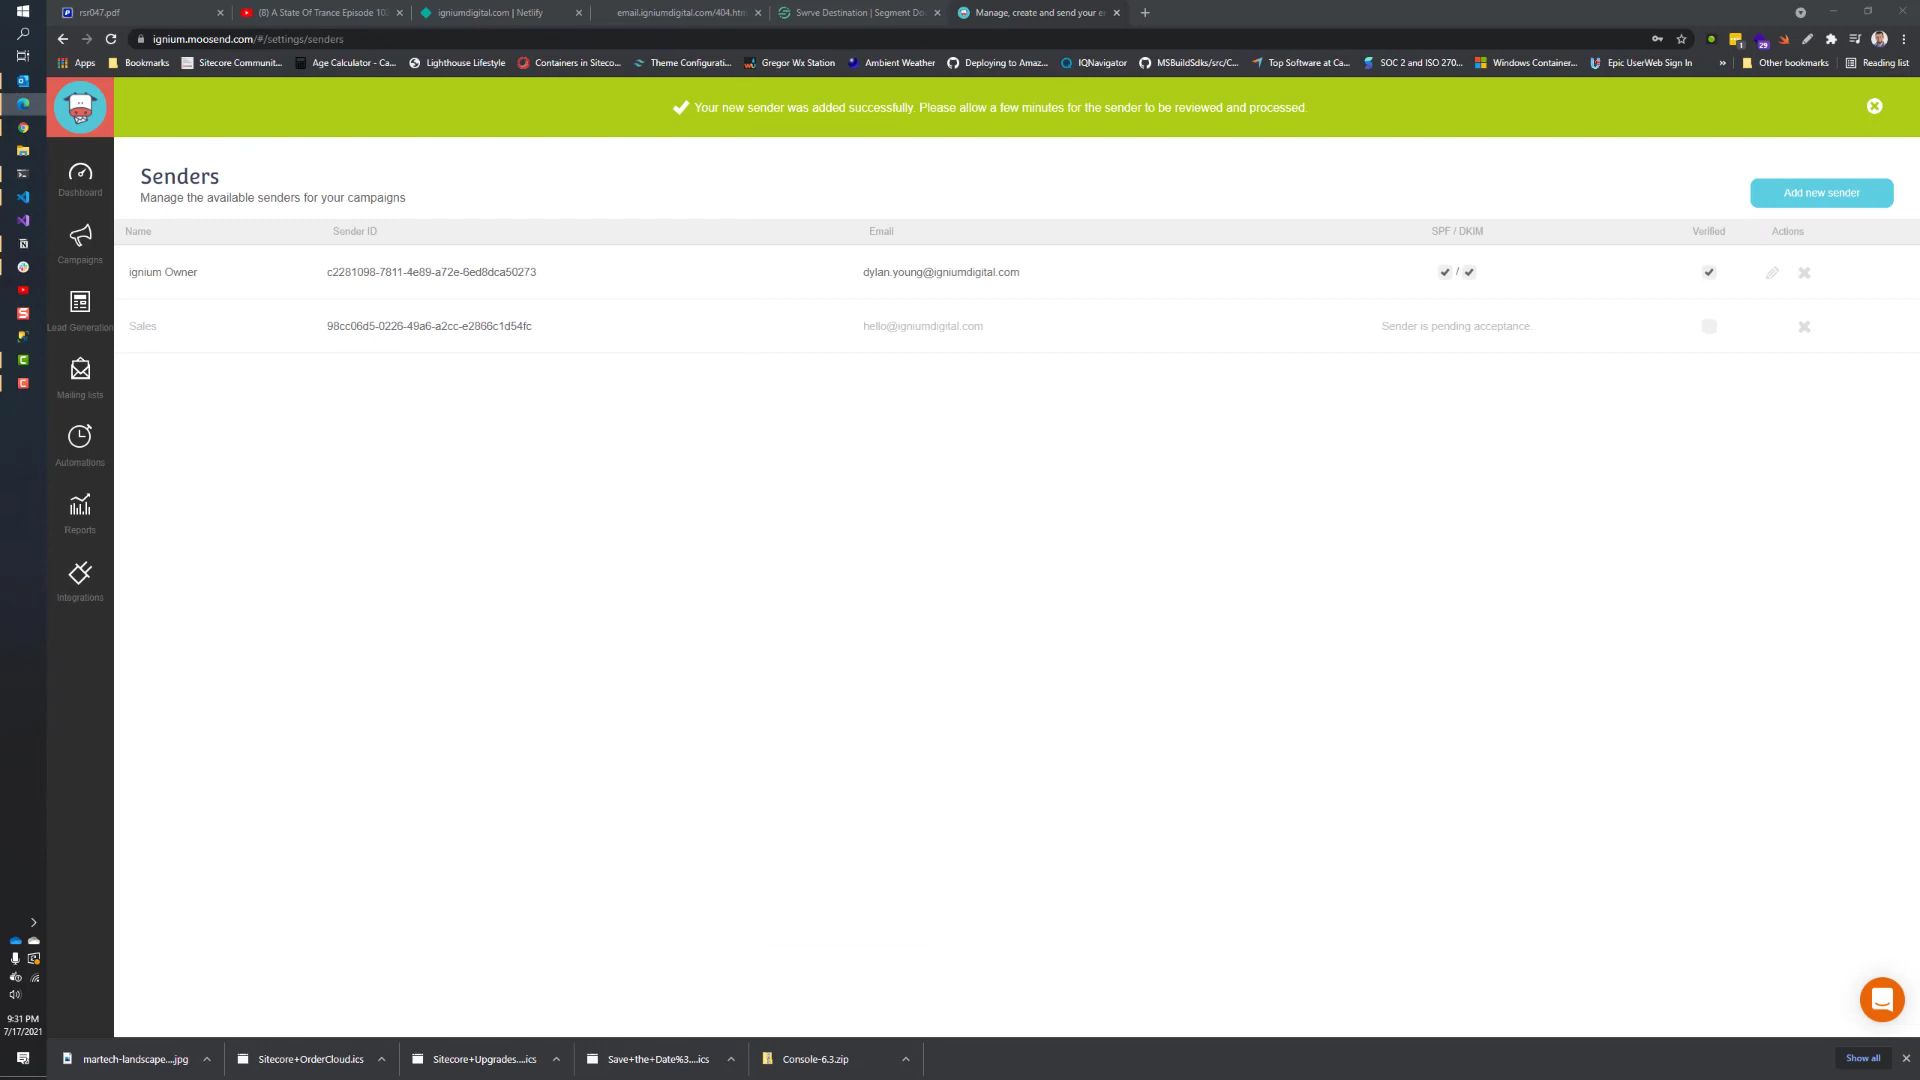 rsr047.pdf
(8) A State Of Trance Episode 10
igniumdigital.com | Netlify
email.igniumdigital.com/404.htm
Swrve Destination | Segment Do
Manage, create and send your e
ignium.moosend.com/#/settings/senders
1
29
Apps
Bookmarks
Sitecore Communit...
Age Calculator - Ca...
Lighthouse Lifestyle
Containers in Siteco...
Theme Configurati...
Gregor Wx Station
Ambient Weather
Deploying to Amaz...
IQNavigator
MSBuildSdks/src/C...
Top Software at Ca...
SOC 2 and ISO 270...
Windows Container...
Epic UserWeb Sign In
»
Other bookmarks
Reading list
Your new sender was added successfully. Please allow a few minutes for the sender to be reviewed and processed.
Dashboard
Campaigns
Lead Generation
Mailing lists
Automations
Reports
Integrations
Senders
Manage the available senders for your campaigns
Add new sender
Name
Sender ID
Email
SPF / DKIM
Verified
Actions
ignium Owner
c2281098-7811-4e89-a72e-6ed8dca50273
dylan.young@igniumdigital.com
/
Sales
98cc06d5-0226-49a6-a2cc-e2866c1d54fc
hello@igniumdigital.com
Sender is pending acceptance.
9:31 PM
7/17/2021
martech-landscape....jpg
Sitecore+OrderCloud.ics
Sitecore+Upgrades....ics
Save+the+Date%3....ics
Console-6.3.zip
Show all